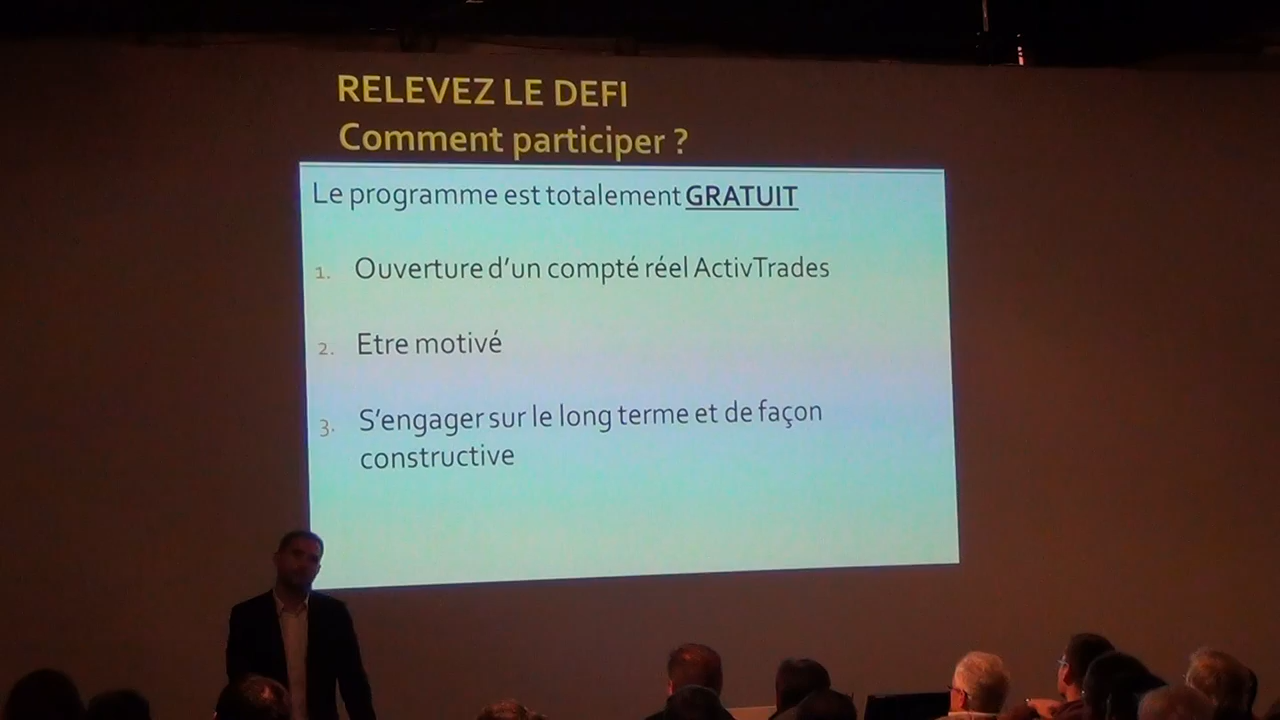 RELEVEZ LE DEFI
Comment participer ?
Le programme est totalement GRATUIT
1. Ouverture d'un compté réel ActivTrades
2. Etre motivé
3. S'engager sur le long terme et de façon
constructive